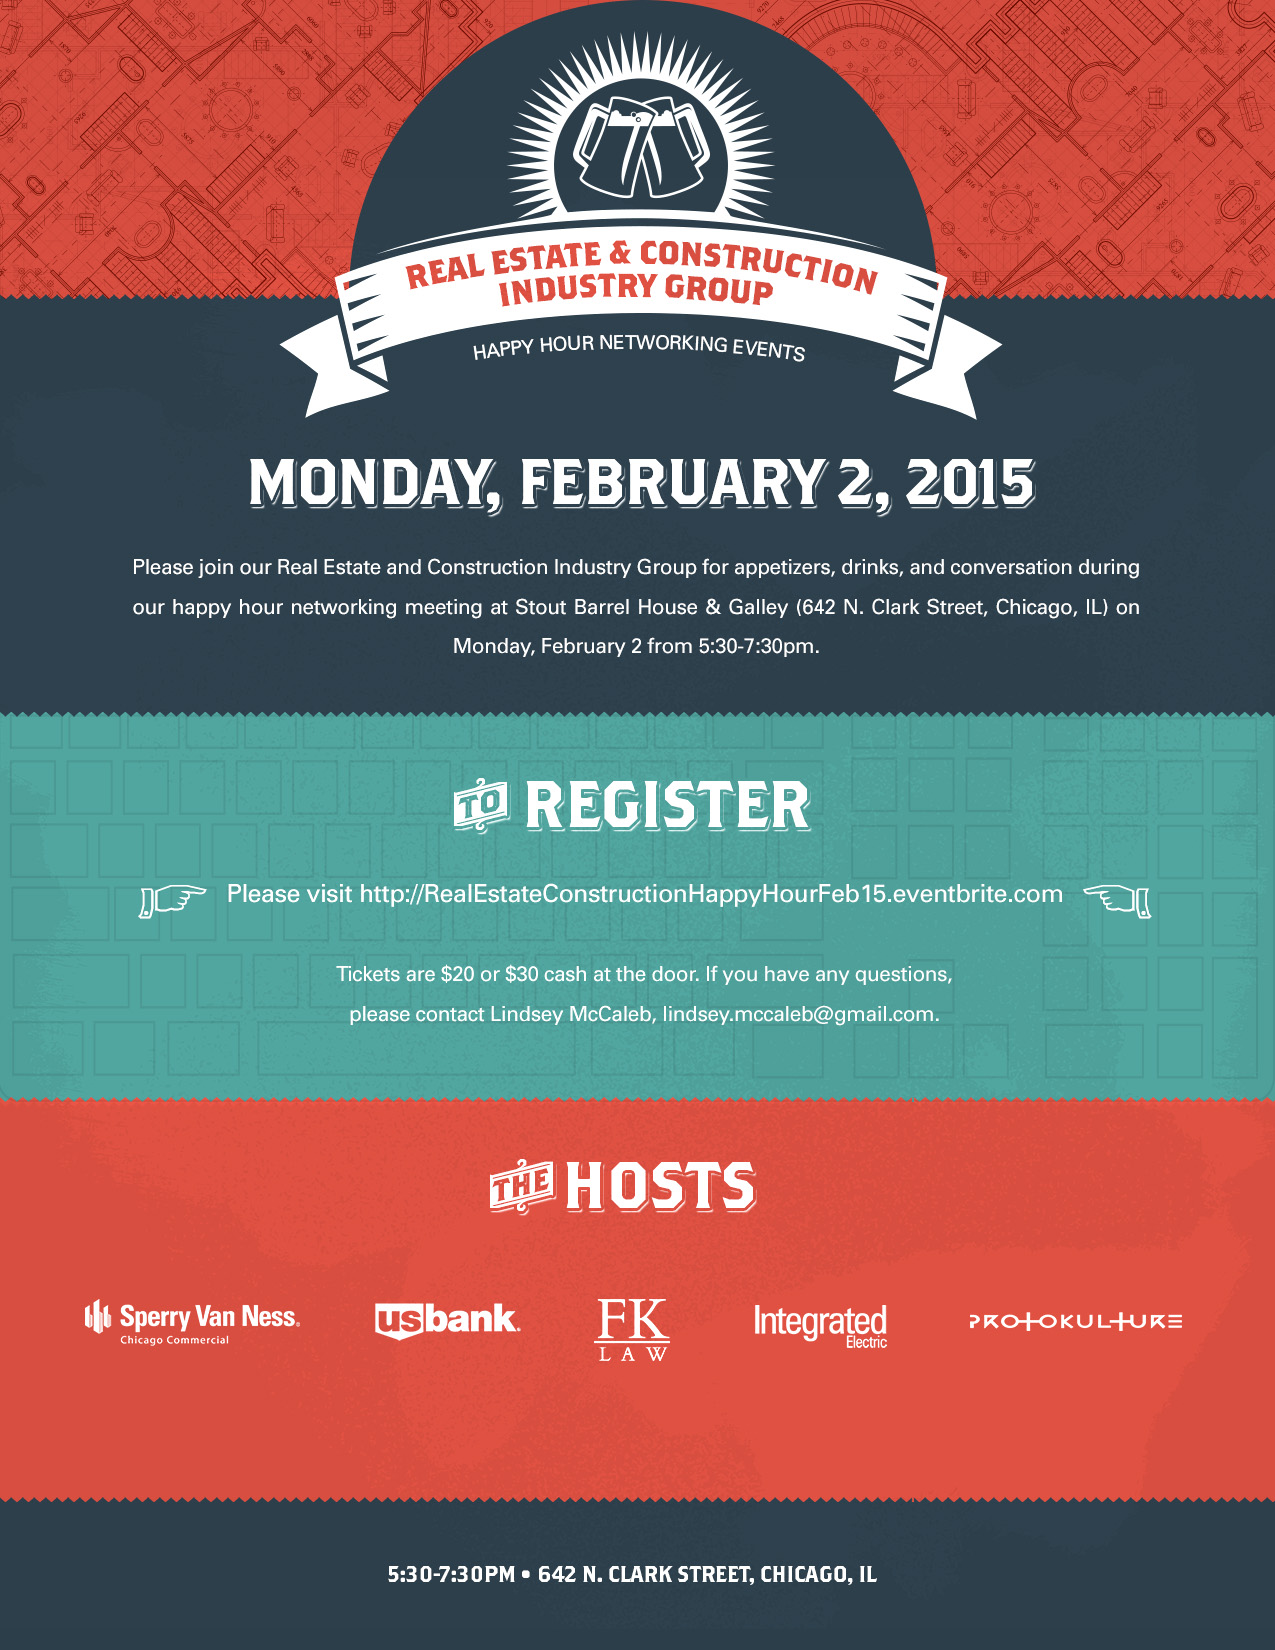 REAL ESTATE & CONSTRUCTION
INDUSTRY GROUP
HAPPY HOUR NETWORKING EVENTS
MONDAY, FEBRUARY 2, 2015
Please join our Real Estate and Construction Industry Group for appetizers, drinks, and conversation during
our happy hour networking meeting at Stout Barrel House & Galley (642 N. Clark Street, Chicago, IL) on
Monday, February 2 from 5:30-7:30pm.
TO REGISTER
Please visit http://RealEstateConstructionHappyHourFeb15.eventbrite.com
Tickets are $20 or $30 cash at the door. If you have any questions,
please contact Lindsey McCaleb, lindsey.mccaleb@gmail.com.
THE HOSTS
Sperry Van Ness®
Chicago Commercial
usbank®
FK
LAW
Integrated
Electric
PROTOKULTURE
5:30-7:30PM • 642 N. CLARK STREET, CHICAGO, IL